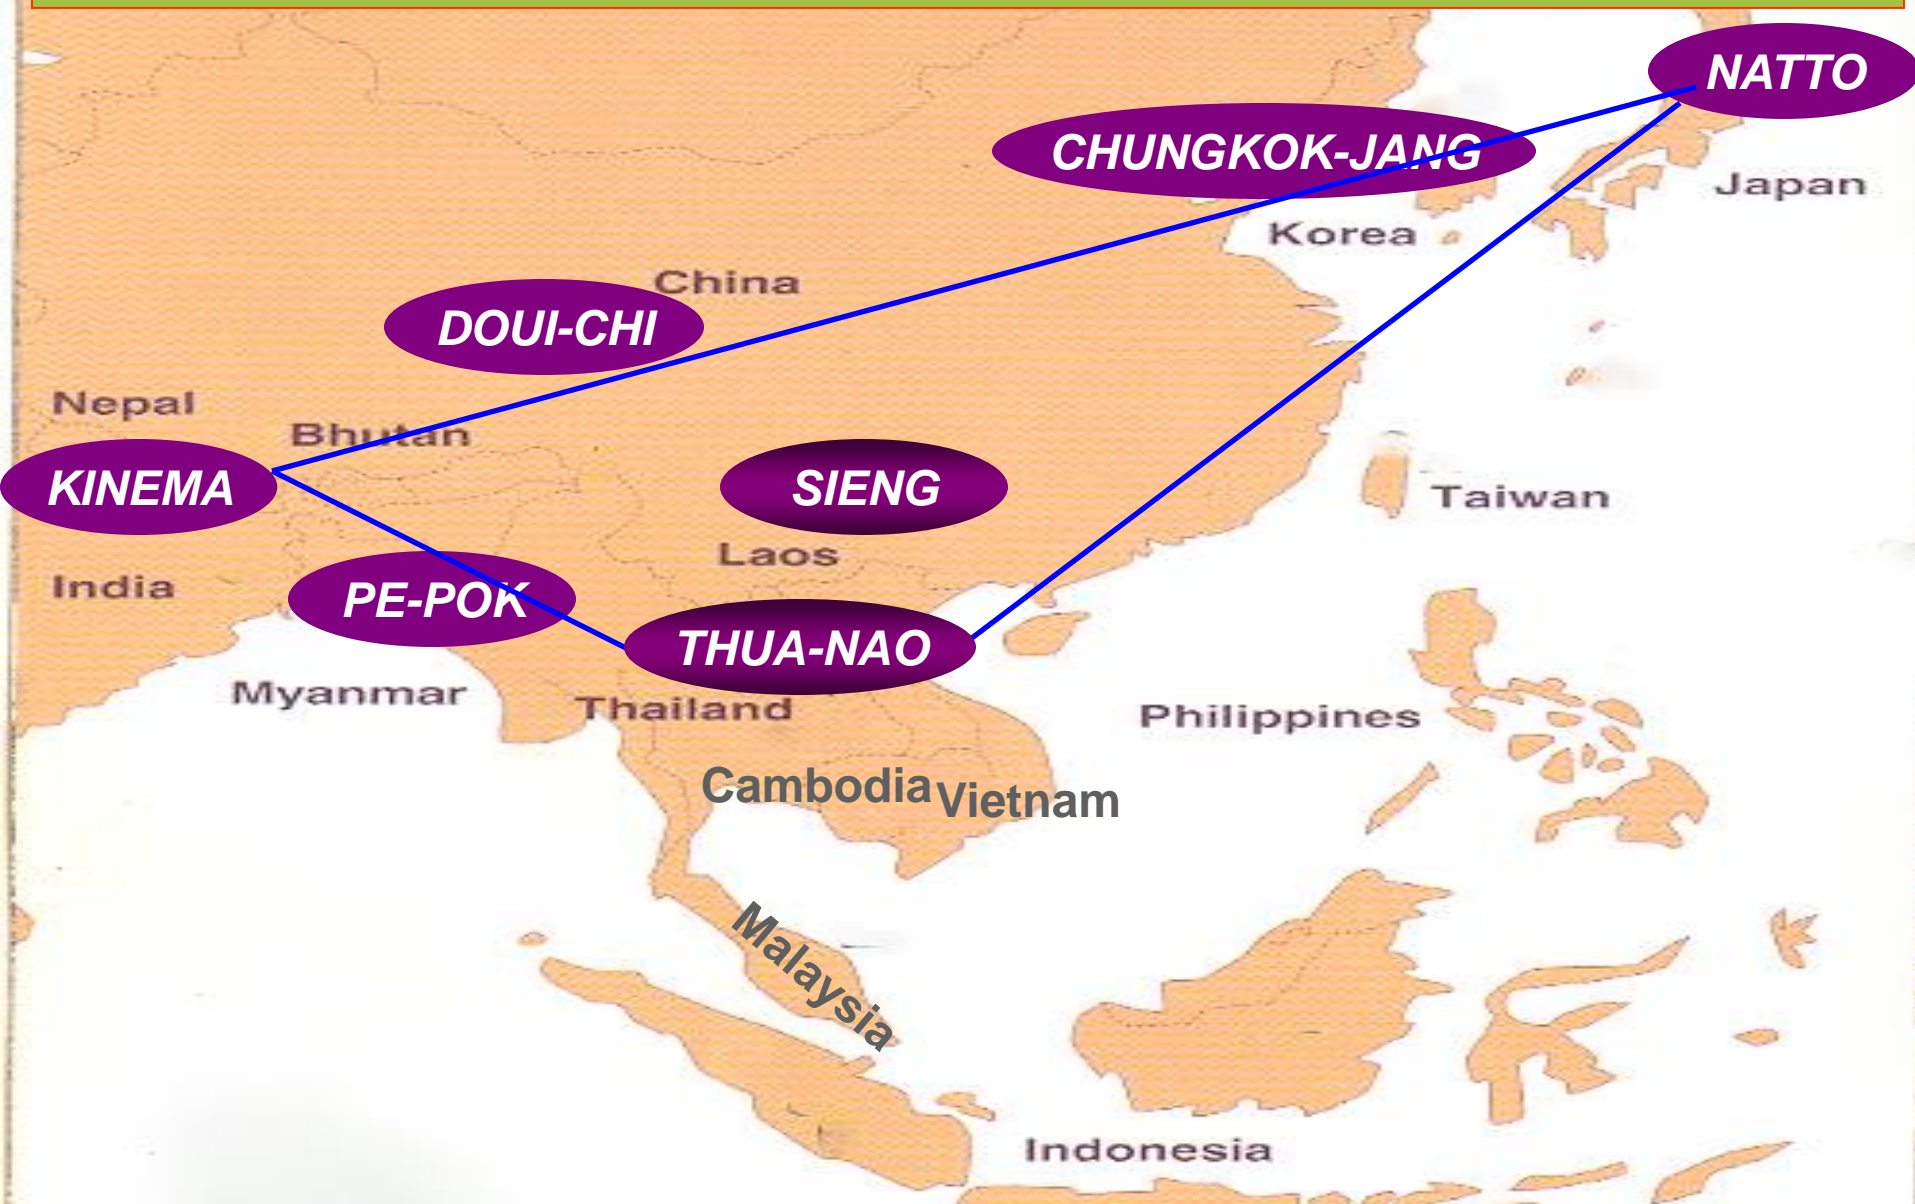 NATTO
CHUNGKOK-JANG
Japan
Korea
China
DOUI-CHI
Nepal
Bhutan
KINEMA
SIENG
Taiwan
Laos
India
PE-POK
THUA-NAO
Myanmar
Thailand
Philippines
Cambodia
Vietnam
Malaysia
Indonesia